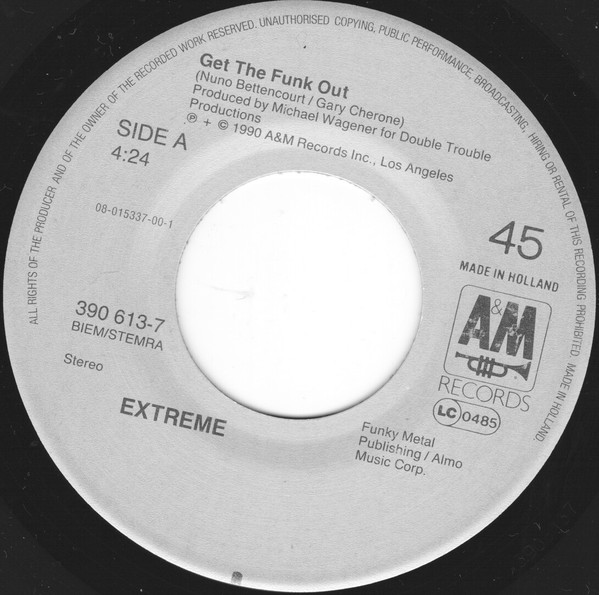 ALL RIGHTS OF THE PRODUCER AND OF THE OWNER OF THE RECORDED WORK RESERVED. UNAUTHORISED COPYING, PUBLIC PERFORMANCE, BROADCASTING, HIRING OR RENTAL OF THIS RECORDING PROHIBITED. MADE IN HOLLAND.
Get The Funk Out
(Nuno Bettencourt / Gary Cherone)
Produced by Michael Wagener for Double Trouble
Productions
℗ + © 1990 A&M Records Inc., Los Angeles
SIDE A
4:24
08-015337-00-1
45
MADE IN HOLLAND
390 613-7
BIEM/STEMRA
Stereo
A&M
RECORDS
LC 0485
EXTREME
Funky Metal
Publishing / Almo
Music Corp.